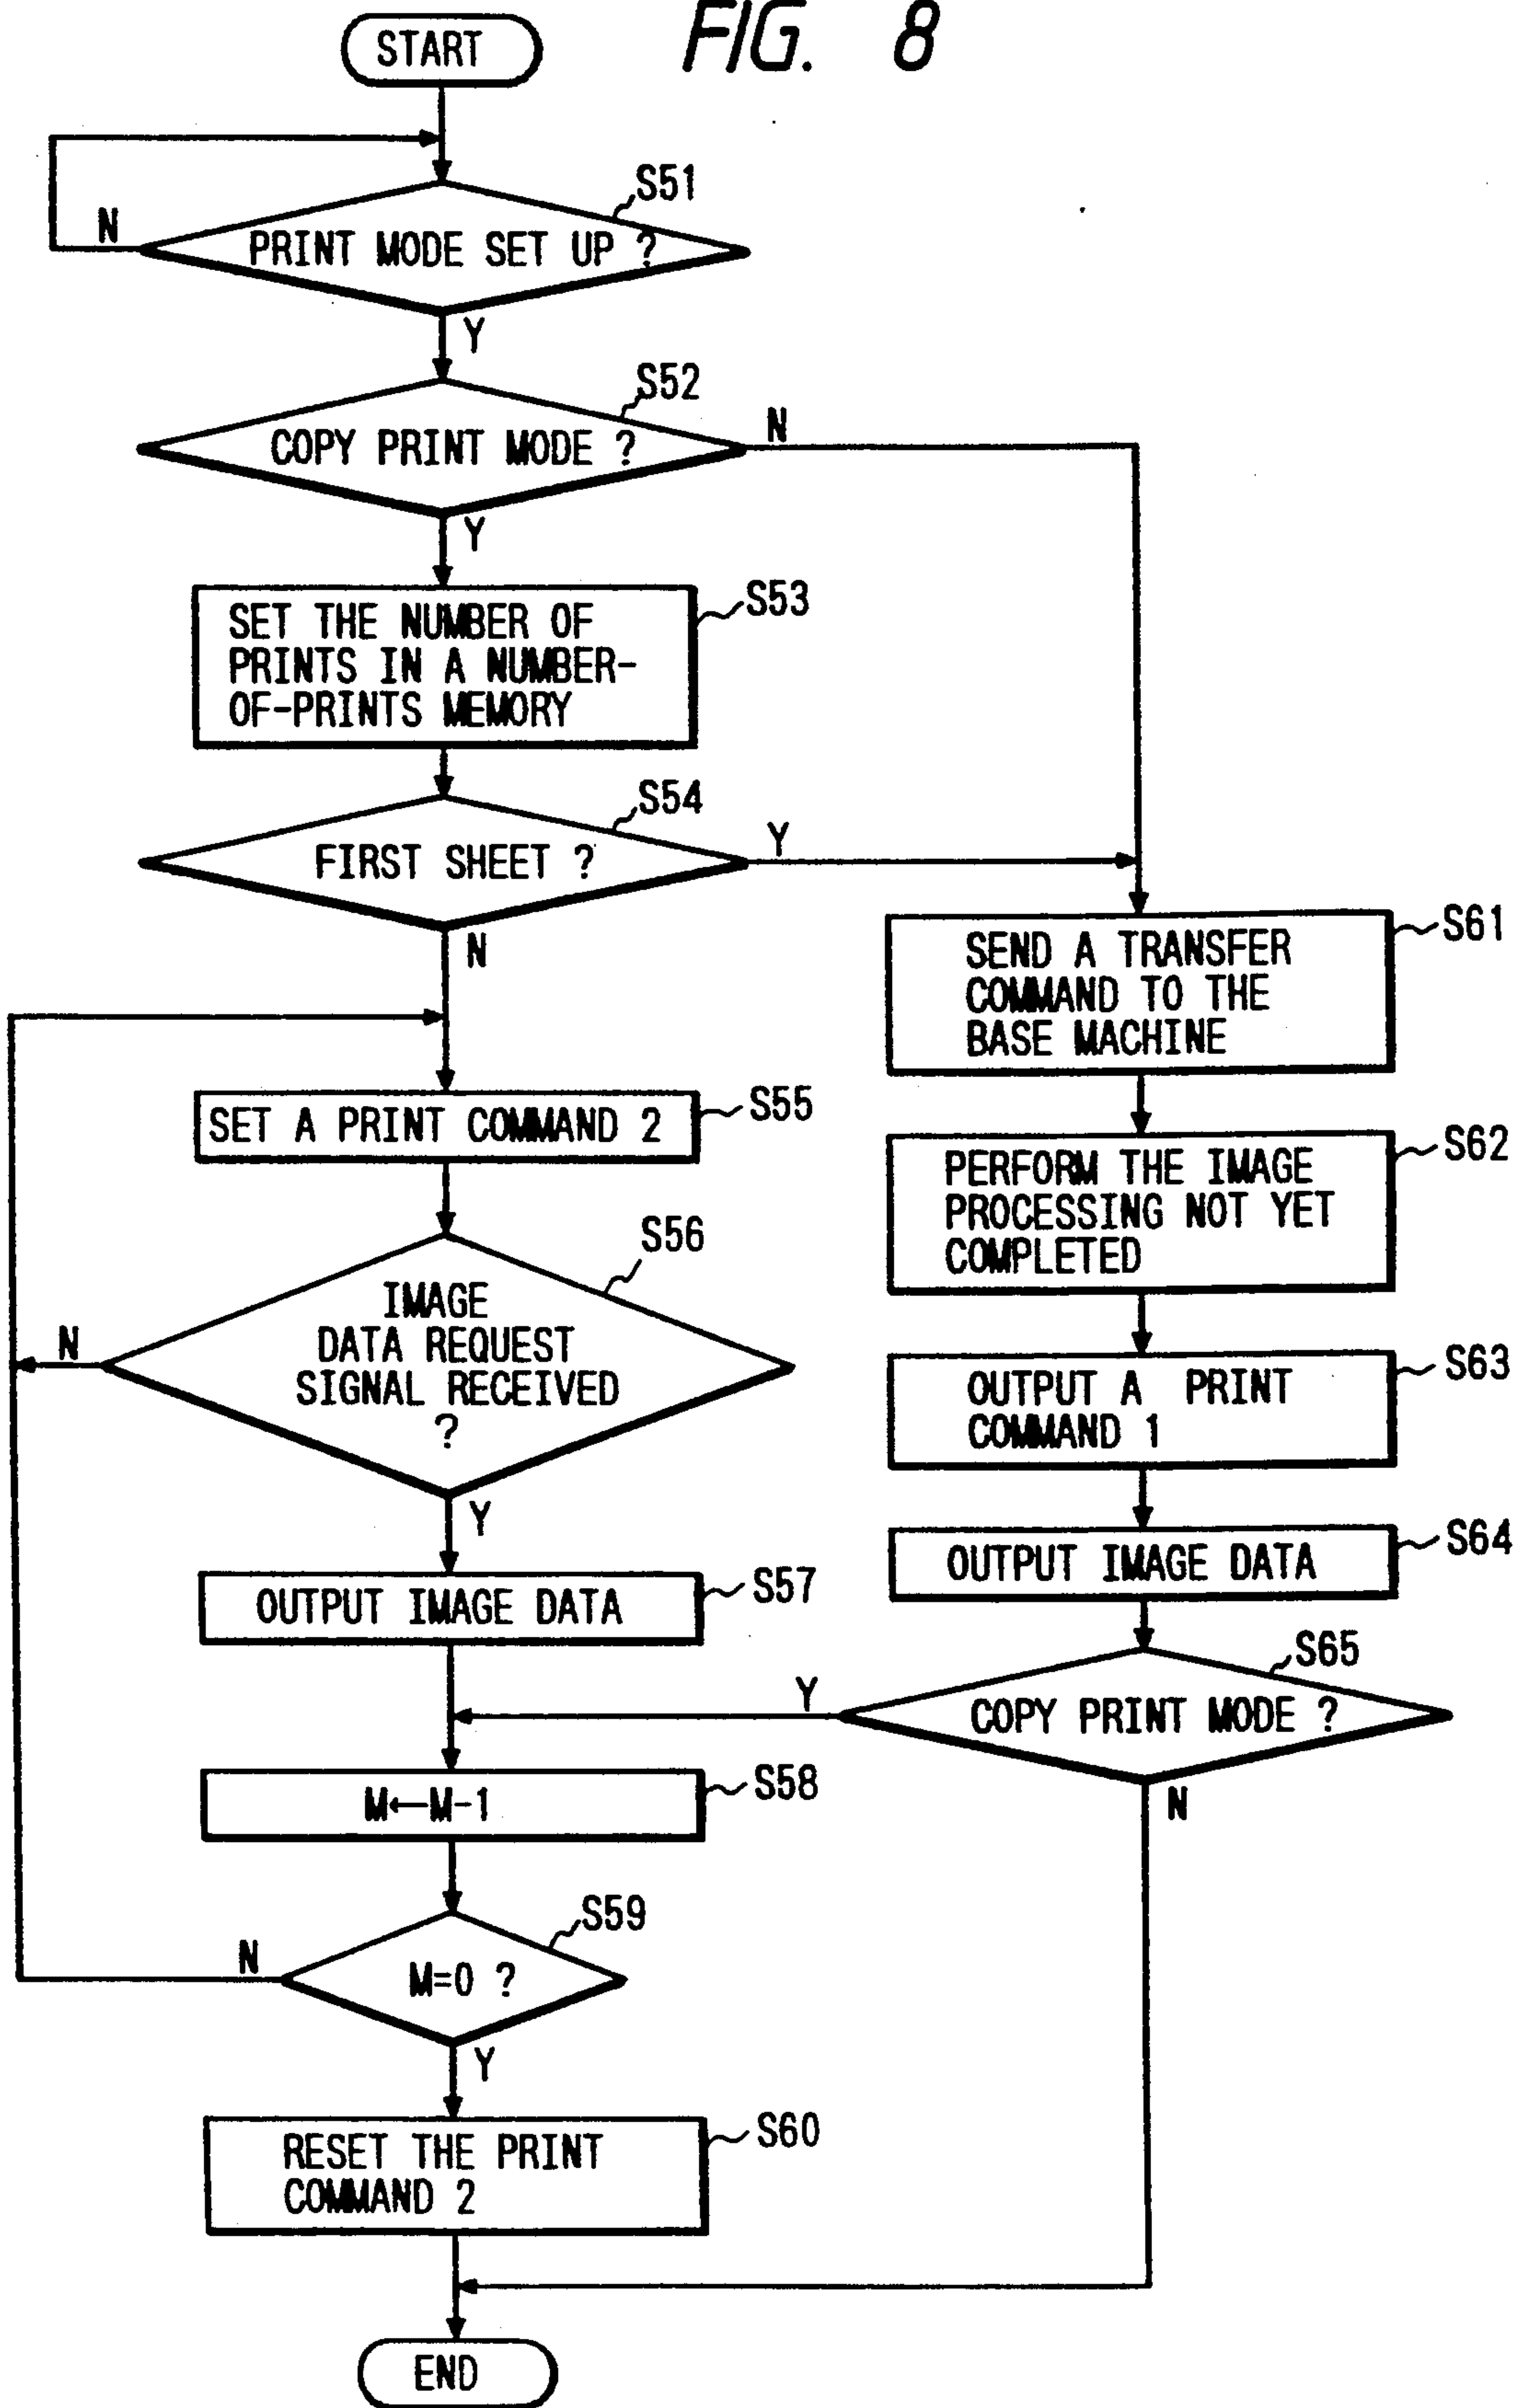 FIG. 8
START
S51
N
PRINT MODE SET UP ?
Y
S52
N
COPY PRINT MODE ?
Y
S53
SET THE NUMBER OF
PRINTS IN A NUMBER-
OF-PRINTS MEMORY
S54
Y
FIRST SHEET ?
N
S61
SEND A TRANSFER
COMMAND TO THE
BASE MACHINE
S55
SET A PRINT COMMAND 2
S62
PERFORM THE IMAGE
PROCESSING NOT YET
COMPLETED
S56
N
IMAGE
DATA REQUEST
SIGNAL RECEIVED
?
Y
S63
OUTPUT A PRINT
COMMAND 1
S64
OUTPUT IMAGE DATA
S57
OUTPUT IMAGE DATA
S65
Y
COPY PRINT MODE ?
N
S58
M←M-1
S59
N
M=0 ?
Y
S60
RESET THE PRINT
COMMAND 2
END